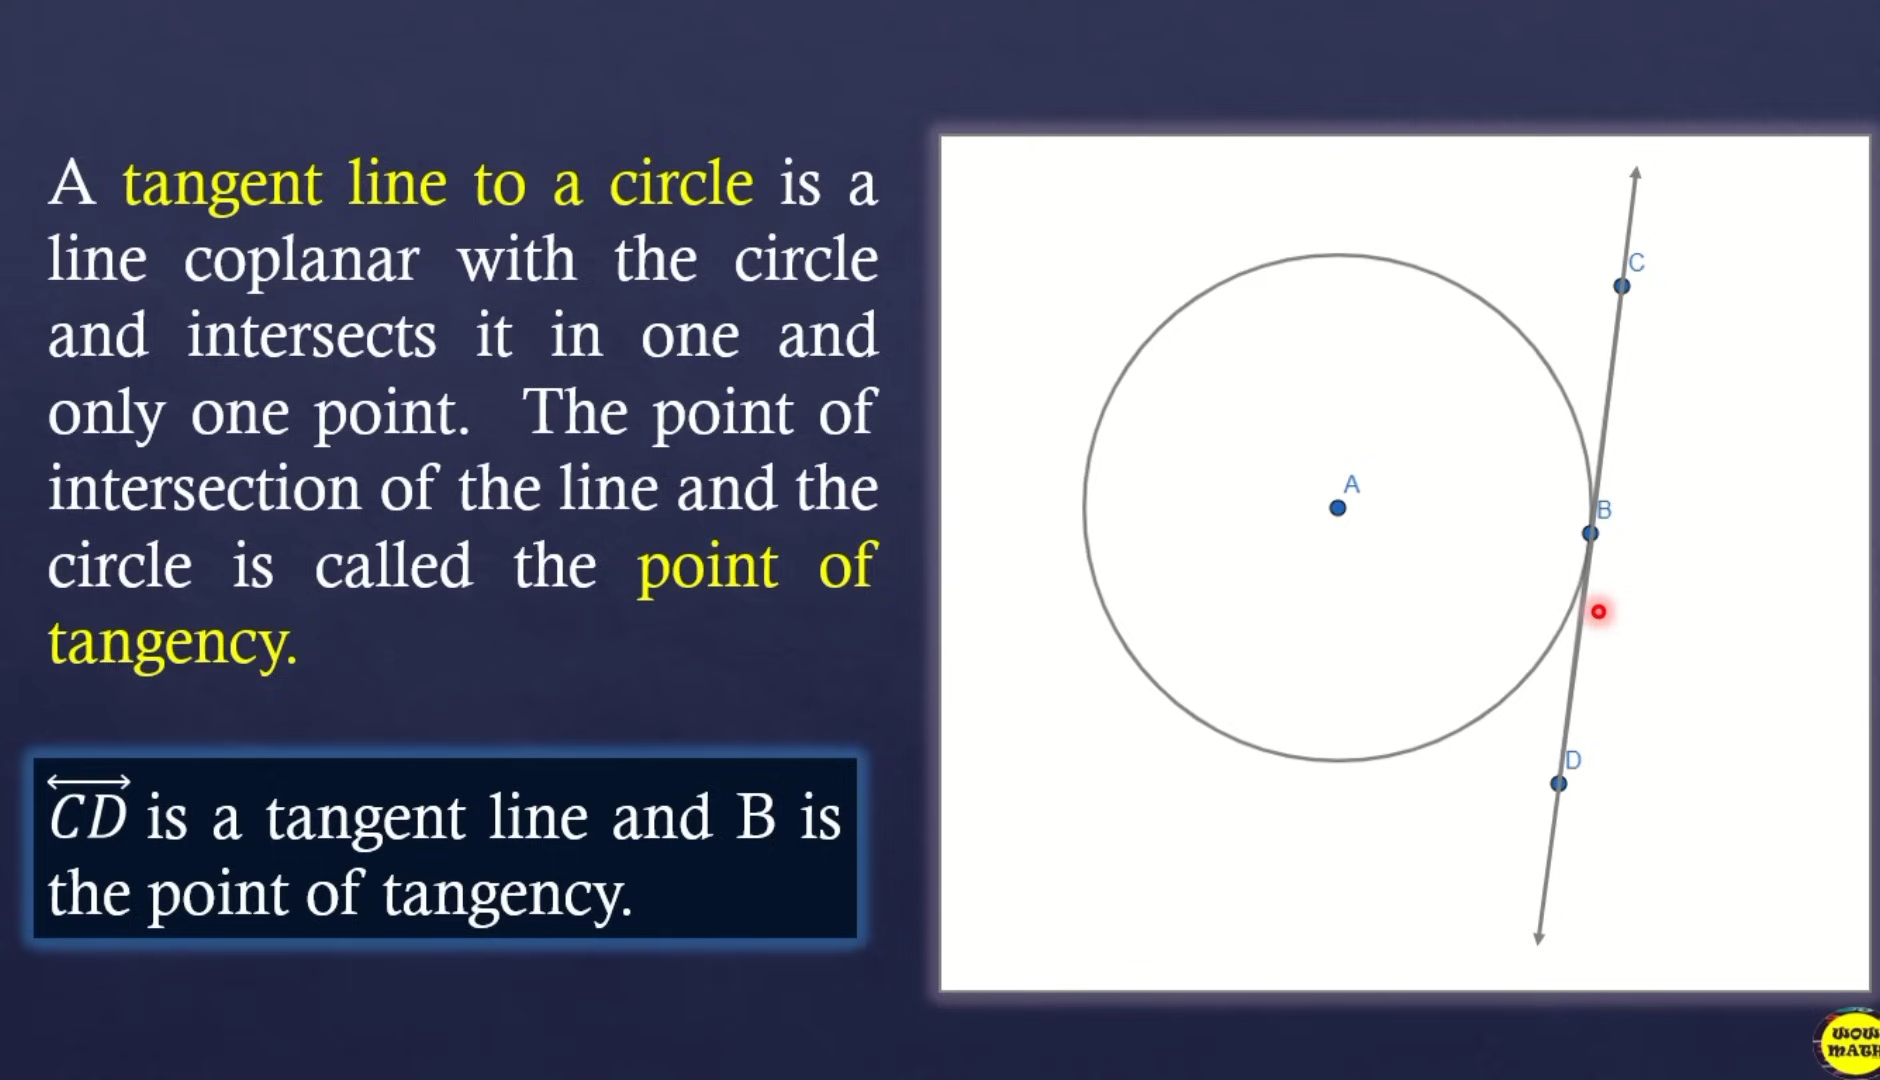 A tangent line to a circle is a
line coplanar with the circle
and intersects it in one and
only one point. The point of
intersection of the line and the
circle is called the point of
tangency.
CD is a tangent line and B is
the point of tangency.
C
A
B
D
WOW
MATH